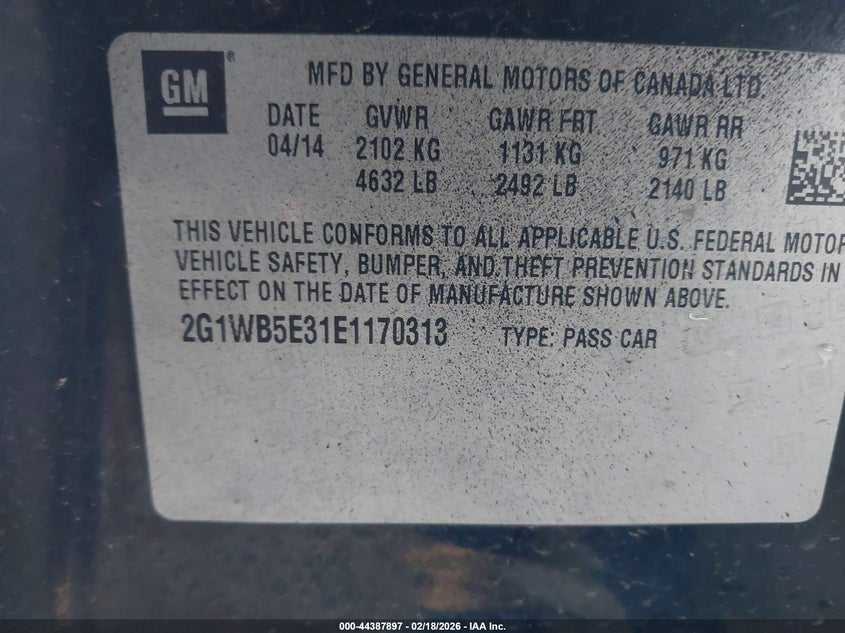 GM ®
MFD BY GENERAL MOTORS OF CANADA LTD
DATE GVWR GAWR FRT GAWR RR
04/14 2102 KG 1131 KG 971 KG
4632 LB 2492 LB 2140 LB
THIS VEHICLE CONFORMS TO ALL APPLICABLE U.S. FEDERAL MOTOR
VEHICLE SAFETY, BUMPER, AND THEFT PREVENTION STANDARDS IN
EFFECT ON THE DATE OF MANUFACTURE SHOWN ABOVE.
2G1WB5E31E1170313 TYPE: PASS CAR
000-44387897 - 02/18/2026 - IAA Inc.